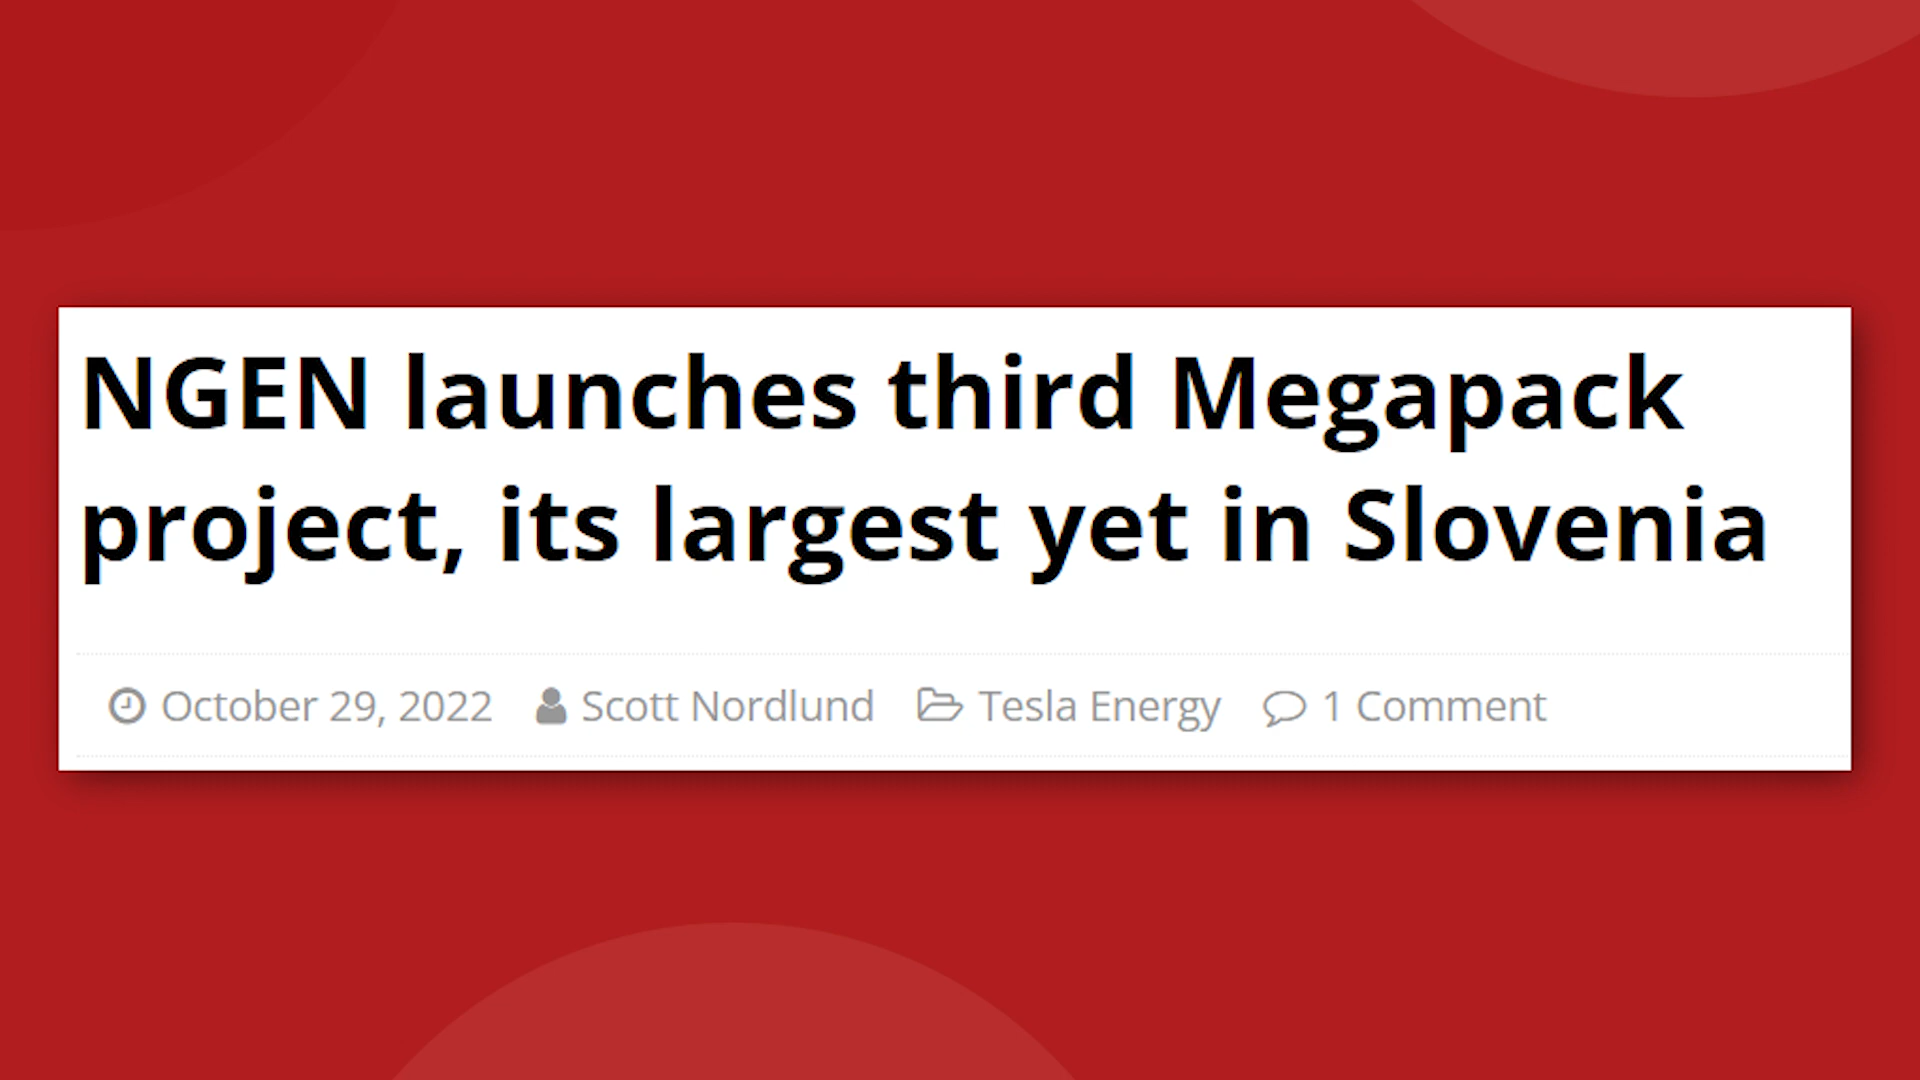 NGEN launches third Megapack
project, its largest yet in Slovenia
October 29, 2022 Scott Nordlund Tesla Energy 1 Comment